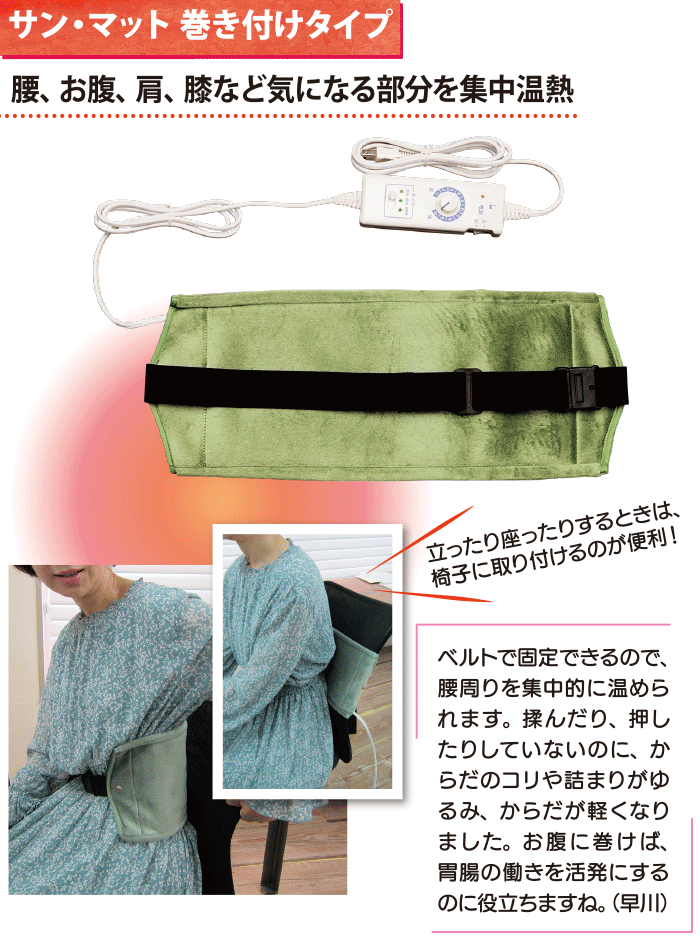 サン・マット 巻き付けタイプ
腰、お腹、肩、膝など気になる部分を集中温熱
立ったり座ったりするときは、
椅子に取り付けるのが便利!
ベルトで固定できるので、
腰周りを集中的に温めら
れます。揉んだり、押し
たりしていないのに、か
らだのコリや詰まりがゆ
るみ、からだが軽くなり
ました。お腹に巻けば、
胃腸の働きを活発にする
のに役立ちますね。(早川)